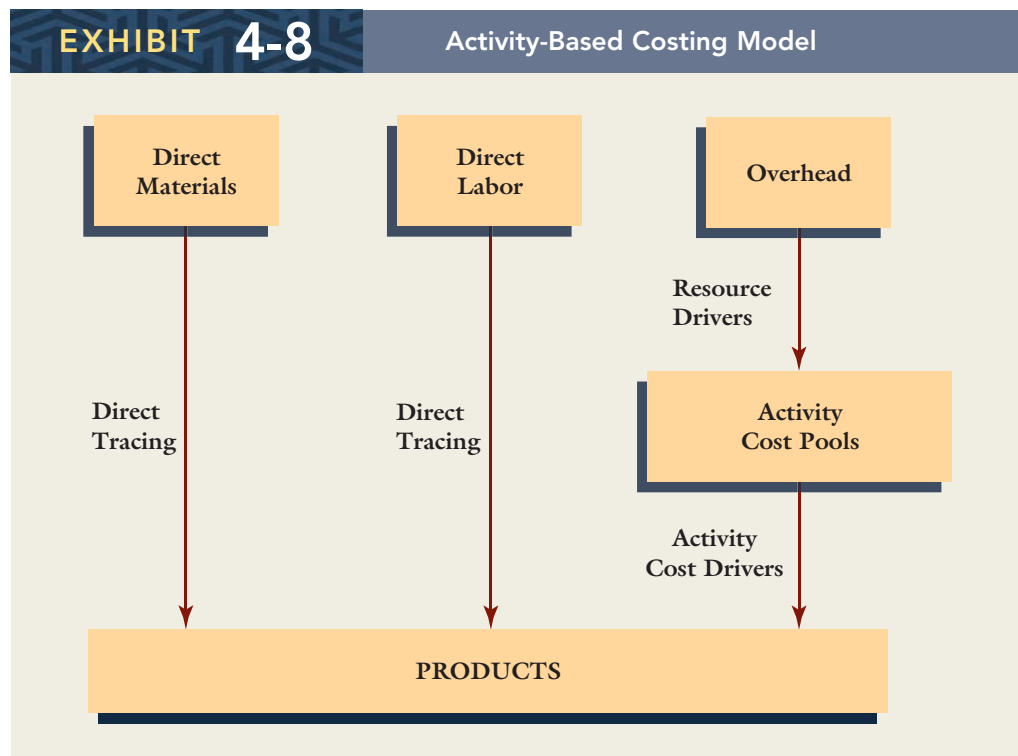 EXHIBIT 4-8
Activity-Based Costing Model
Direct
Materials
Direct
Labor
Overhead
Resource
Drivers
Direct
Tracing
Direct
Tracing
Activity
Cost Pools
Activity
Cost Drivers
PRODUCTS